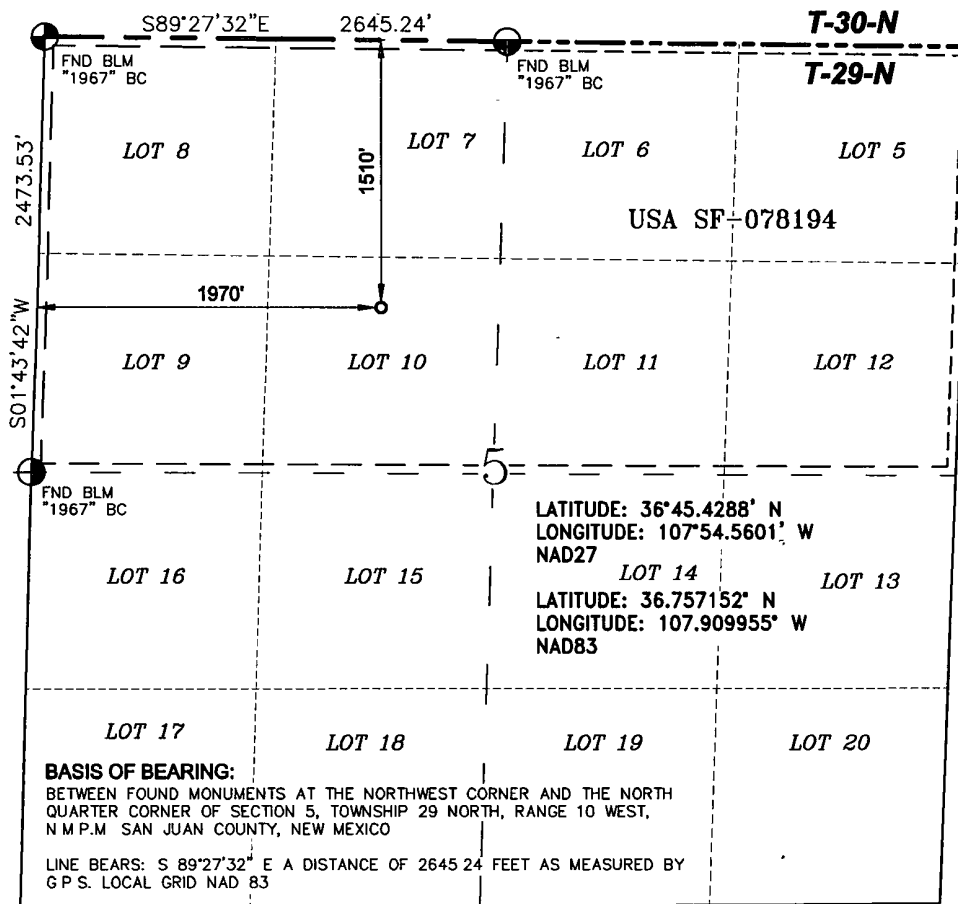 S89°27'32"E 2645.24' T-30-N
FND BLM
"1967" BC
FND BLM
"1967" BC
T-29-N
LOT 8
LOT 7
LOT 6
LOT 5
2473.53'
1510'
USA SF-078194
1970'
S01°43'42"W
LOT 9
LOT 10
LOT 11
LOT 12
5
FND BLM
"1967" BC
LATITUDE: 36°45.4288' N
LONGITUDE: 107°54.5601' W
NAD27
LOT 16
LOT 15
LOT 14
LOT 13
LATITUDE: 36.757152° N
LONGITUDE: 107.909955° W
NAD83
LOT 17
LOT 18
LOT 19
LOT 20
BASIS OF BEARING:
BETWEEN FOUND MONUMENTS AT THE NORTHWEST CORNER AND THE NORTH
QUARTER CORNER OF SECTION 5, TOWNSHIP 29 NORTH, RANGE 10 WEST,
N M P.M SAN JUAN COUNTY, NEW MEXICO
LINE BEARS: S 89°27'32" E A DISTANCE OF 2645 24 FEET AS MEASURED BY
G P S. LOCAL GRID NAD 83